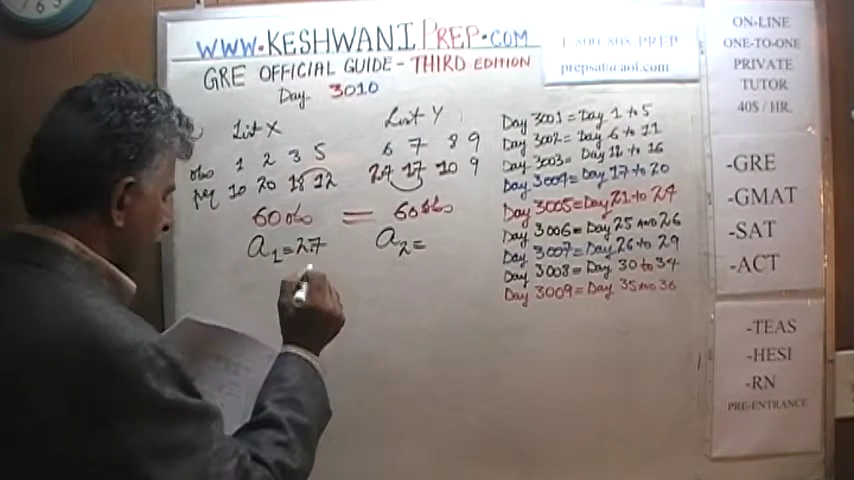 WWW.KESHWANIPREP.COM
GRE OFFICIAL GUIDE - THIRD EDITION
Day 3010
List X
List Y
obs 1 2 3 5
6 7 8 9
freq 10 20 18 12
24 17 10 9
60 obs = 60 obs
a1=27
a2=
1-800-808-PREP
prepsat@aol.com
Day 3001 = Day 1 to 5
Day 3002 = Day 6 to 11
Day 3003 = Day 12 to 16
Day 3004 = Day 17 to 20
Day 3005 = Day 21 to 24
Day 3006 = Day 25 AND 26
Day 3007 = Day 26 to 29
Day 3008 = Day 30 to 34
Day 3009 = Day 35 AND 36
ON-LINE
ONE-TO-ONE
PRIVATE
TUTOR
40$ / HR.
-GRE
-GMAT
-SAT
-ACT
-TEAS
-HESI
-RN
PRE-ENTRANCE